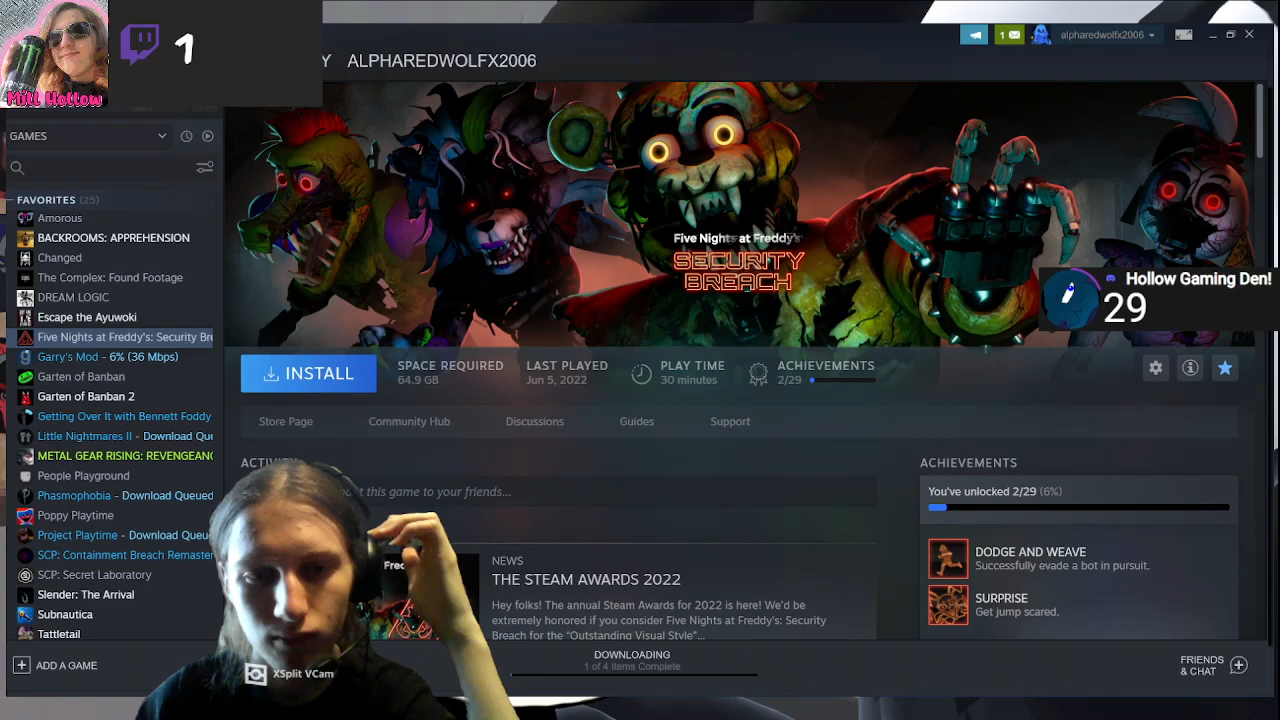 Mitt Hollow
1
Y ALPHAREDWOLFX2006
1
alpharedwolfx2006
GAMES
FAVORITES (25)
Amorous
BACKROOMS: APPREHENSION
Changed
The Complex: Found Footage
DREAM LOGIC
Escape the Ayuwoki
Five Nights at Freddy's: Security Bre
Garry's Mod - 6% (36 Mbps)
Garten of Banban
Garten of Banban 2
Getting Over It with Bennett Foddy
Little Nightmares II - Download Que
METAL GEAR RISING: REVENGEANC
People Playground
Phasmophobia - Download Queued
Poppy Playtime
Project Playtime - Download Queu
SCP: Containment Breach Remaster
SCP: Secret Laboratory
Slender: The Arrival
Subnautica
Tattletail
ADD A GAME
Five Nights at Freddy's
SECURITY
BREACH
Hollow Gaming Den!
29
INSTALL
SPACE REQUIRED
64.9 GB
LAST PLAYED
Jun 5, 2022
PLAY TIME
30 minutes
ACHIEVEMENTS
2/29
Store Page
Community Hub
Discussions
Guides
Support
ACTIVITY
t this game to your friends...
NEWS
THE STEAM AWARDS 2022
Hey folks! The annual Steam Awards for 2022 is here! We'd be
extremely honored if you consider Five Nights at Freddy's: Security
Breach for the "Outstanding Visual Style"...
Fred
ACHIEVEMENTS
You've unlocked 2/29 (6%)
DODGE AND WEAVE
Successfully evade a bot in pursuit.
SURPRISE
Get jump scared.
XSplit VCam
DOWNLOADING
1 of 4 Items Complete
FRIENDS
& CHAT